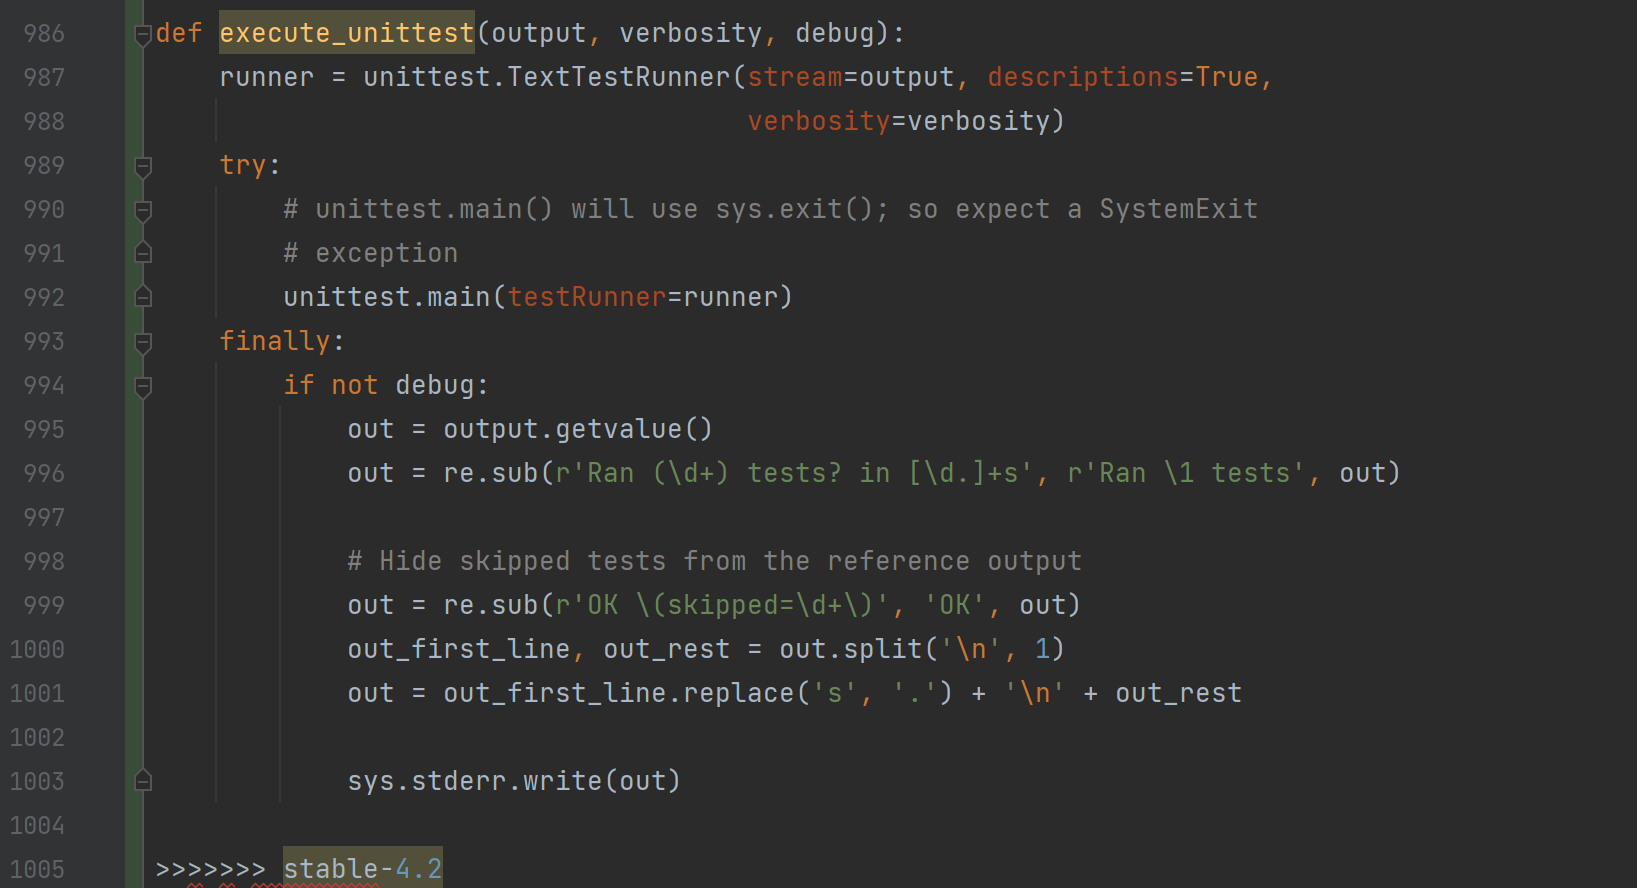 986 def execute_unittest(output, verbosity, debug):
987     runner = unittest.TextTestRunner(stream=output, descriptions=True,
988                                      verbosity=verbosity)
989     try:
990         # unittest.main() will use sys.exit(); so expect a SystemExit
991         # exception
992         unittest.main(testRunner=runner)
993     finally:
994         if not debug:
995             out = output.getvalue()
996             out = re.sub(r'Ran (\d+) tests? in [\d.]+s', r'Ran \1 tests', out)
997
998             # Hide skipped tests from the reference output
999             out = re.sub(r'OK \(skipped=\d+\)', 'OK', out)
1000             out_first_line, out_rest = out.split('\n', 1)
1001             out = out_first_line.replace('s', '.') + '\n' + out_rest
1002
1003             sys.stderr.write(out)
1004
1005 >>>>>>> stable-4.2